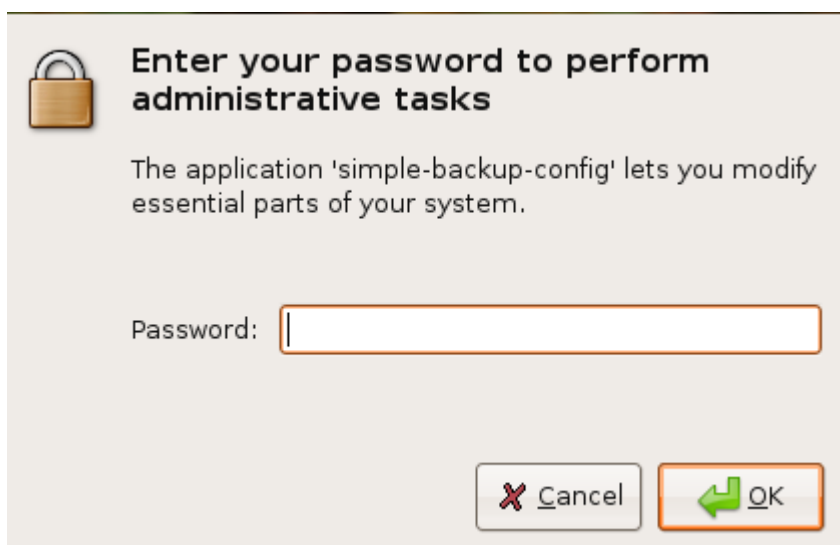 Enter your password to perform
administrative tasks
The application 'simple-backup-config' lets you modify
essential parts of your system.
Password:
Cancel
OK